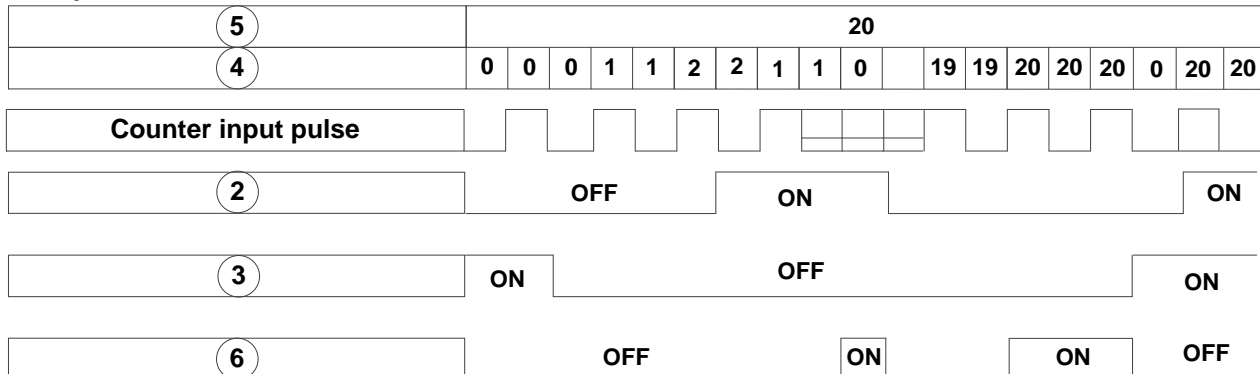 5 20
4 0 0 0 1 1 2 2 1 1 0 19 19 20 20 20 0 20 20
Counter input pulse
2 OFF ON ON
3 ON OFF ON
6 OFF ON ON OFF